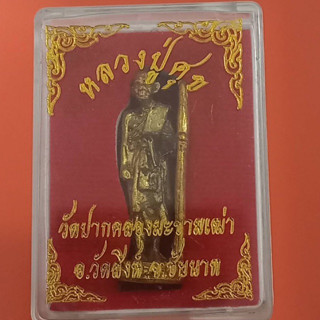 หลวงปู่ศุข
วัดปากคลองมะขามเฒ่า
อ.วัดสิงห์ จ.ชัยนาท